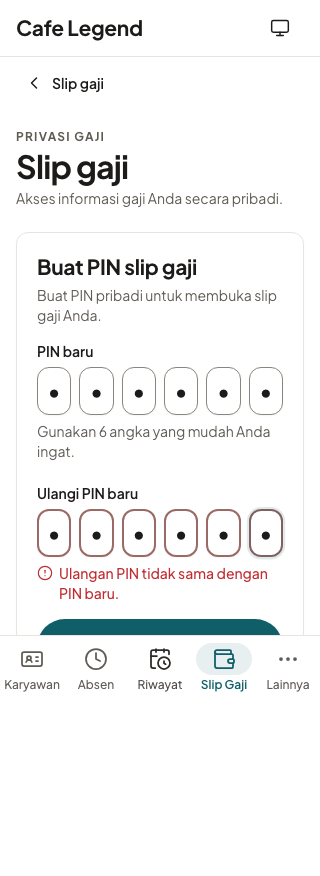 Cafe Legend
Slip gaji
PRIVASI GAJI
Slip gaji
Akses informasi gaji Anda secara pribadi.
Buat PIN slip gaji
Buat PIN pribadi untuk membuka slip
gaji Anda.
PIN baru
Gunakan 6 angka yang mudah Anda
ingat.
Ulangi PIN baru
Ulangan PIN tidak sama dengan
PIN baru.
Karyawan
Absen
Riwayat
Slip Gaji
Lainnya